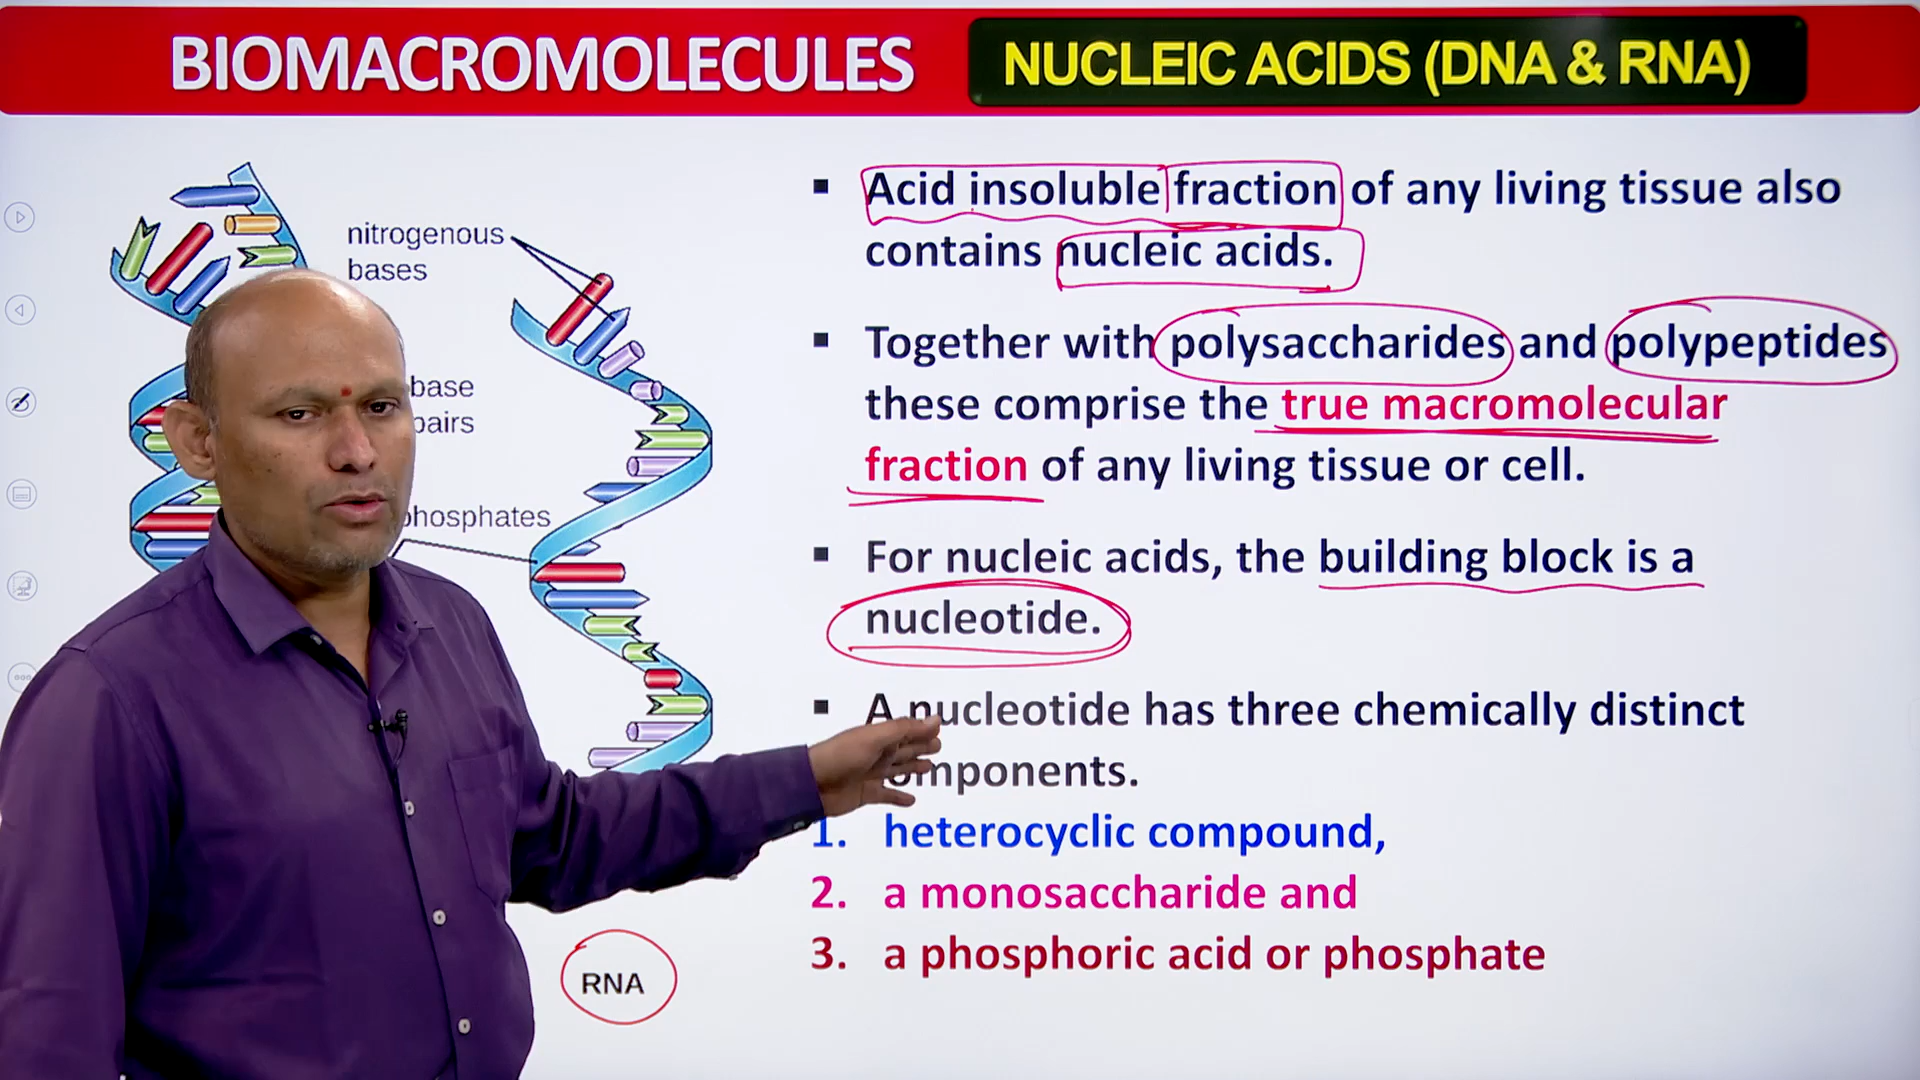 BIOMACROMOLECULES
NUCLEIC ACIDS (DNA & RNA)
nitrogenous
bases
base
pairs
phosphates
RNA
▪ Acid insoluble fraction of any living tissue also
contains nucleic acids.
▪ Together with polysaccharides and polypeptides
these comprise the true macromolecular
fraction of any living tissue or cell.
▪ For nucleic acids, the building block is a
nucleotide.
▪ A nucleotide has three chemically distinct
components.
1. heterocyclic compound,
2. a monosaccharide and
3. a phosphoric acid or phosphate